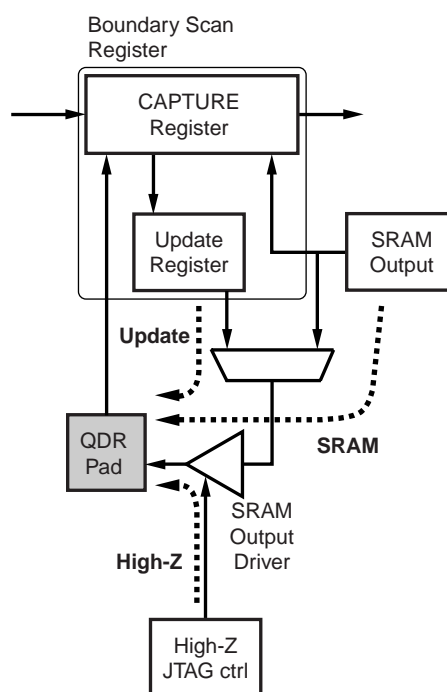 Boundary Scan
Register
CAPTURE
Register
Update
Register
SRAM
Output
Update
QDR
Pad
SRAM
SRAM
Output
Driver
High-Z
High-Z
JTAG ctrl